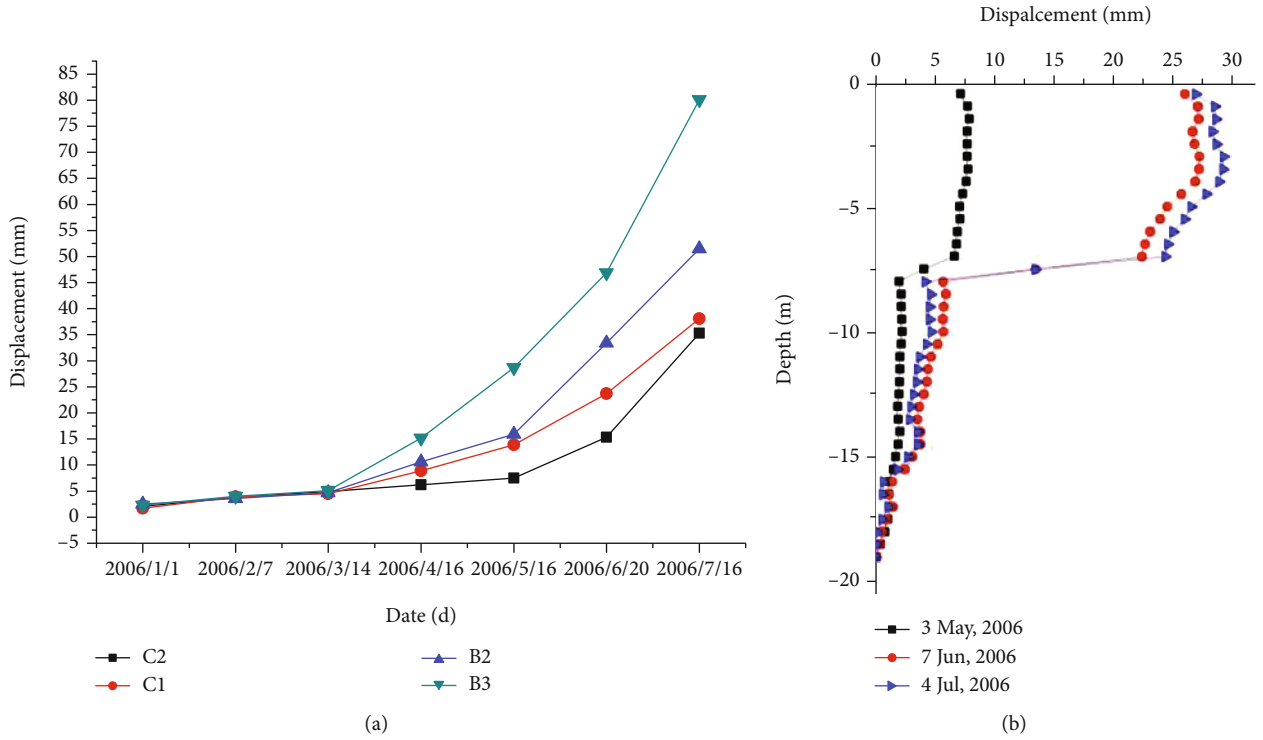 85
80
75
70
65
60
55
50
45
40
35
30
25
20
15
10
5
0
−5
Displacement (mm)
2006/1/1 2006/2/7 2006/3/14 2006/4/16 2006/5/16 2006/6/20 2006/7/16
Date (d)
C2
C1
B2
B3
(a)
Dispalcement (mm)
0 5 10 15 20 25 30
0
−5
−10
−15
−20
Depth (m)
3 May, 2006
7 Jun, 2006
4 Jul, 2006
(b)